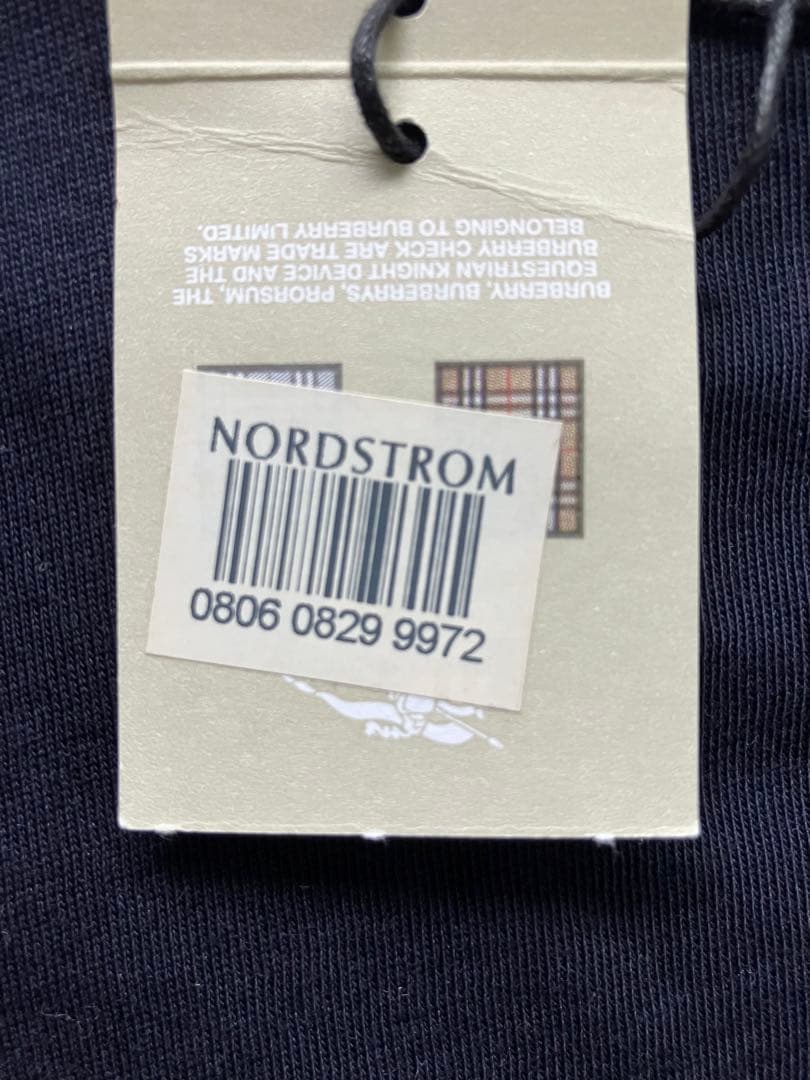 BURBERRY, BURBERRYS, PRORSUM, THE
EQUESTRIAN KNIGHT DEVICE AND THE
BURBERRY CHECK ARE TRADE MARKS
BELONGING TO BURBERRY LIMITED.
NORDSTROM
0806 0829 9972